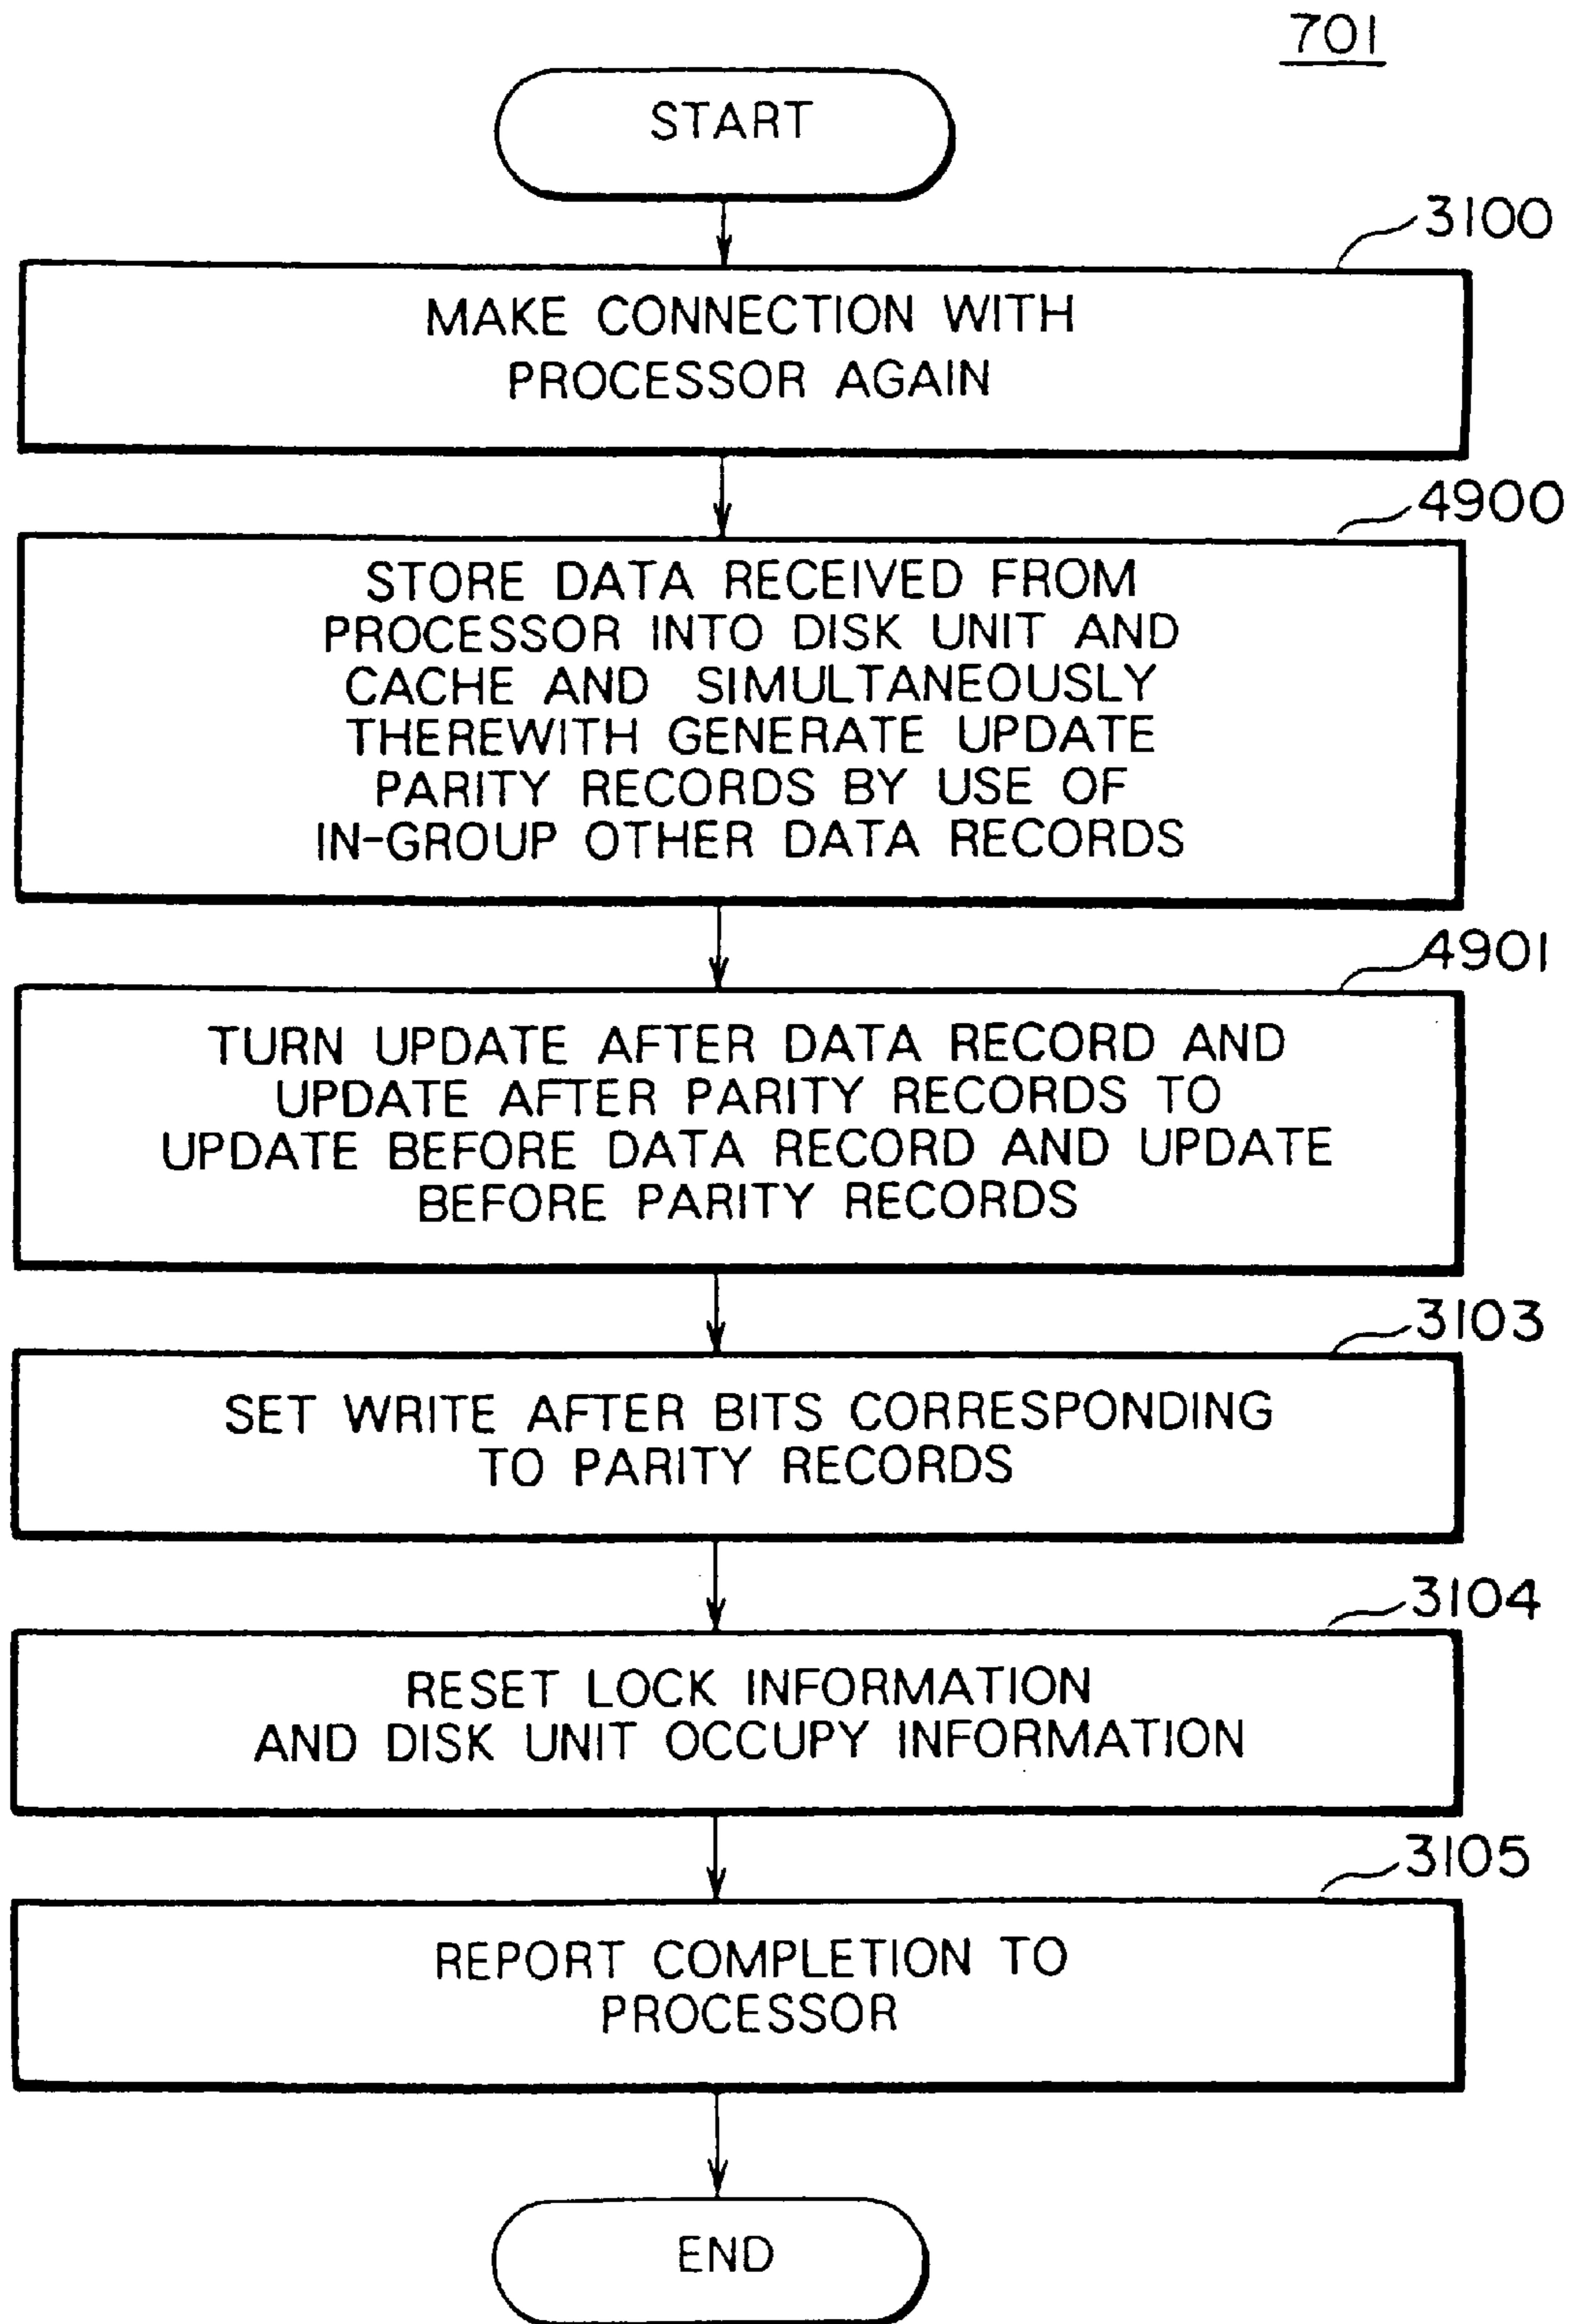 701
START
3100
MAKE CONNECTION WITH
PROCESSOR AGAIN
4900
STORE DATA RECEIVED FROM
PROCESSOR INTO DISK UNIT AND
CACHE AND SIMULTANEOUSLY
THEREWITH GENERATE UPDATE
PARITY RECORDS BY USE OF
IN-GROUP OTHER DATA RECORDS
4901
TURN UPDATE AFTER DATA RECORD AND
UPDATE AFTER PARITY RECORDS TO
UPDATE BEFORE DATA RECORD AND UPDATE
BEFORE PARITY RECORDS
3103
SET WRITE AFTER BITS CORRESPONDING
TO PARITY RECORDS
3104
RESET LOCK INFORMATION
AND DISK UNIT OCCUPY INFORMATION
3105
REPORT COMPLETION TO
PROCESSOR
END